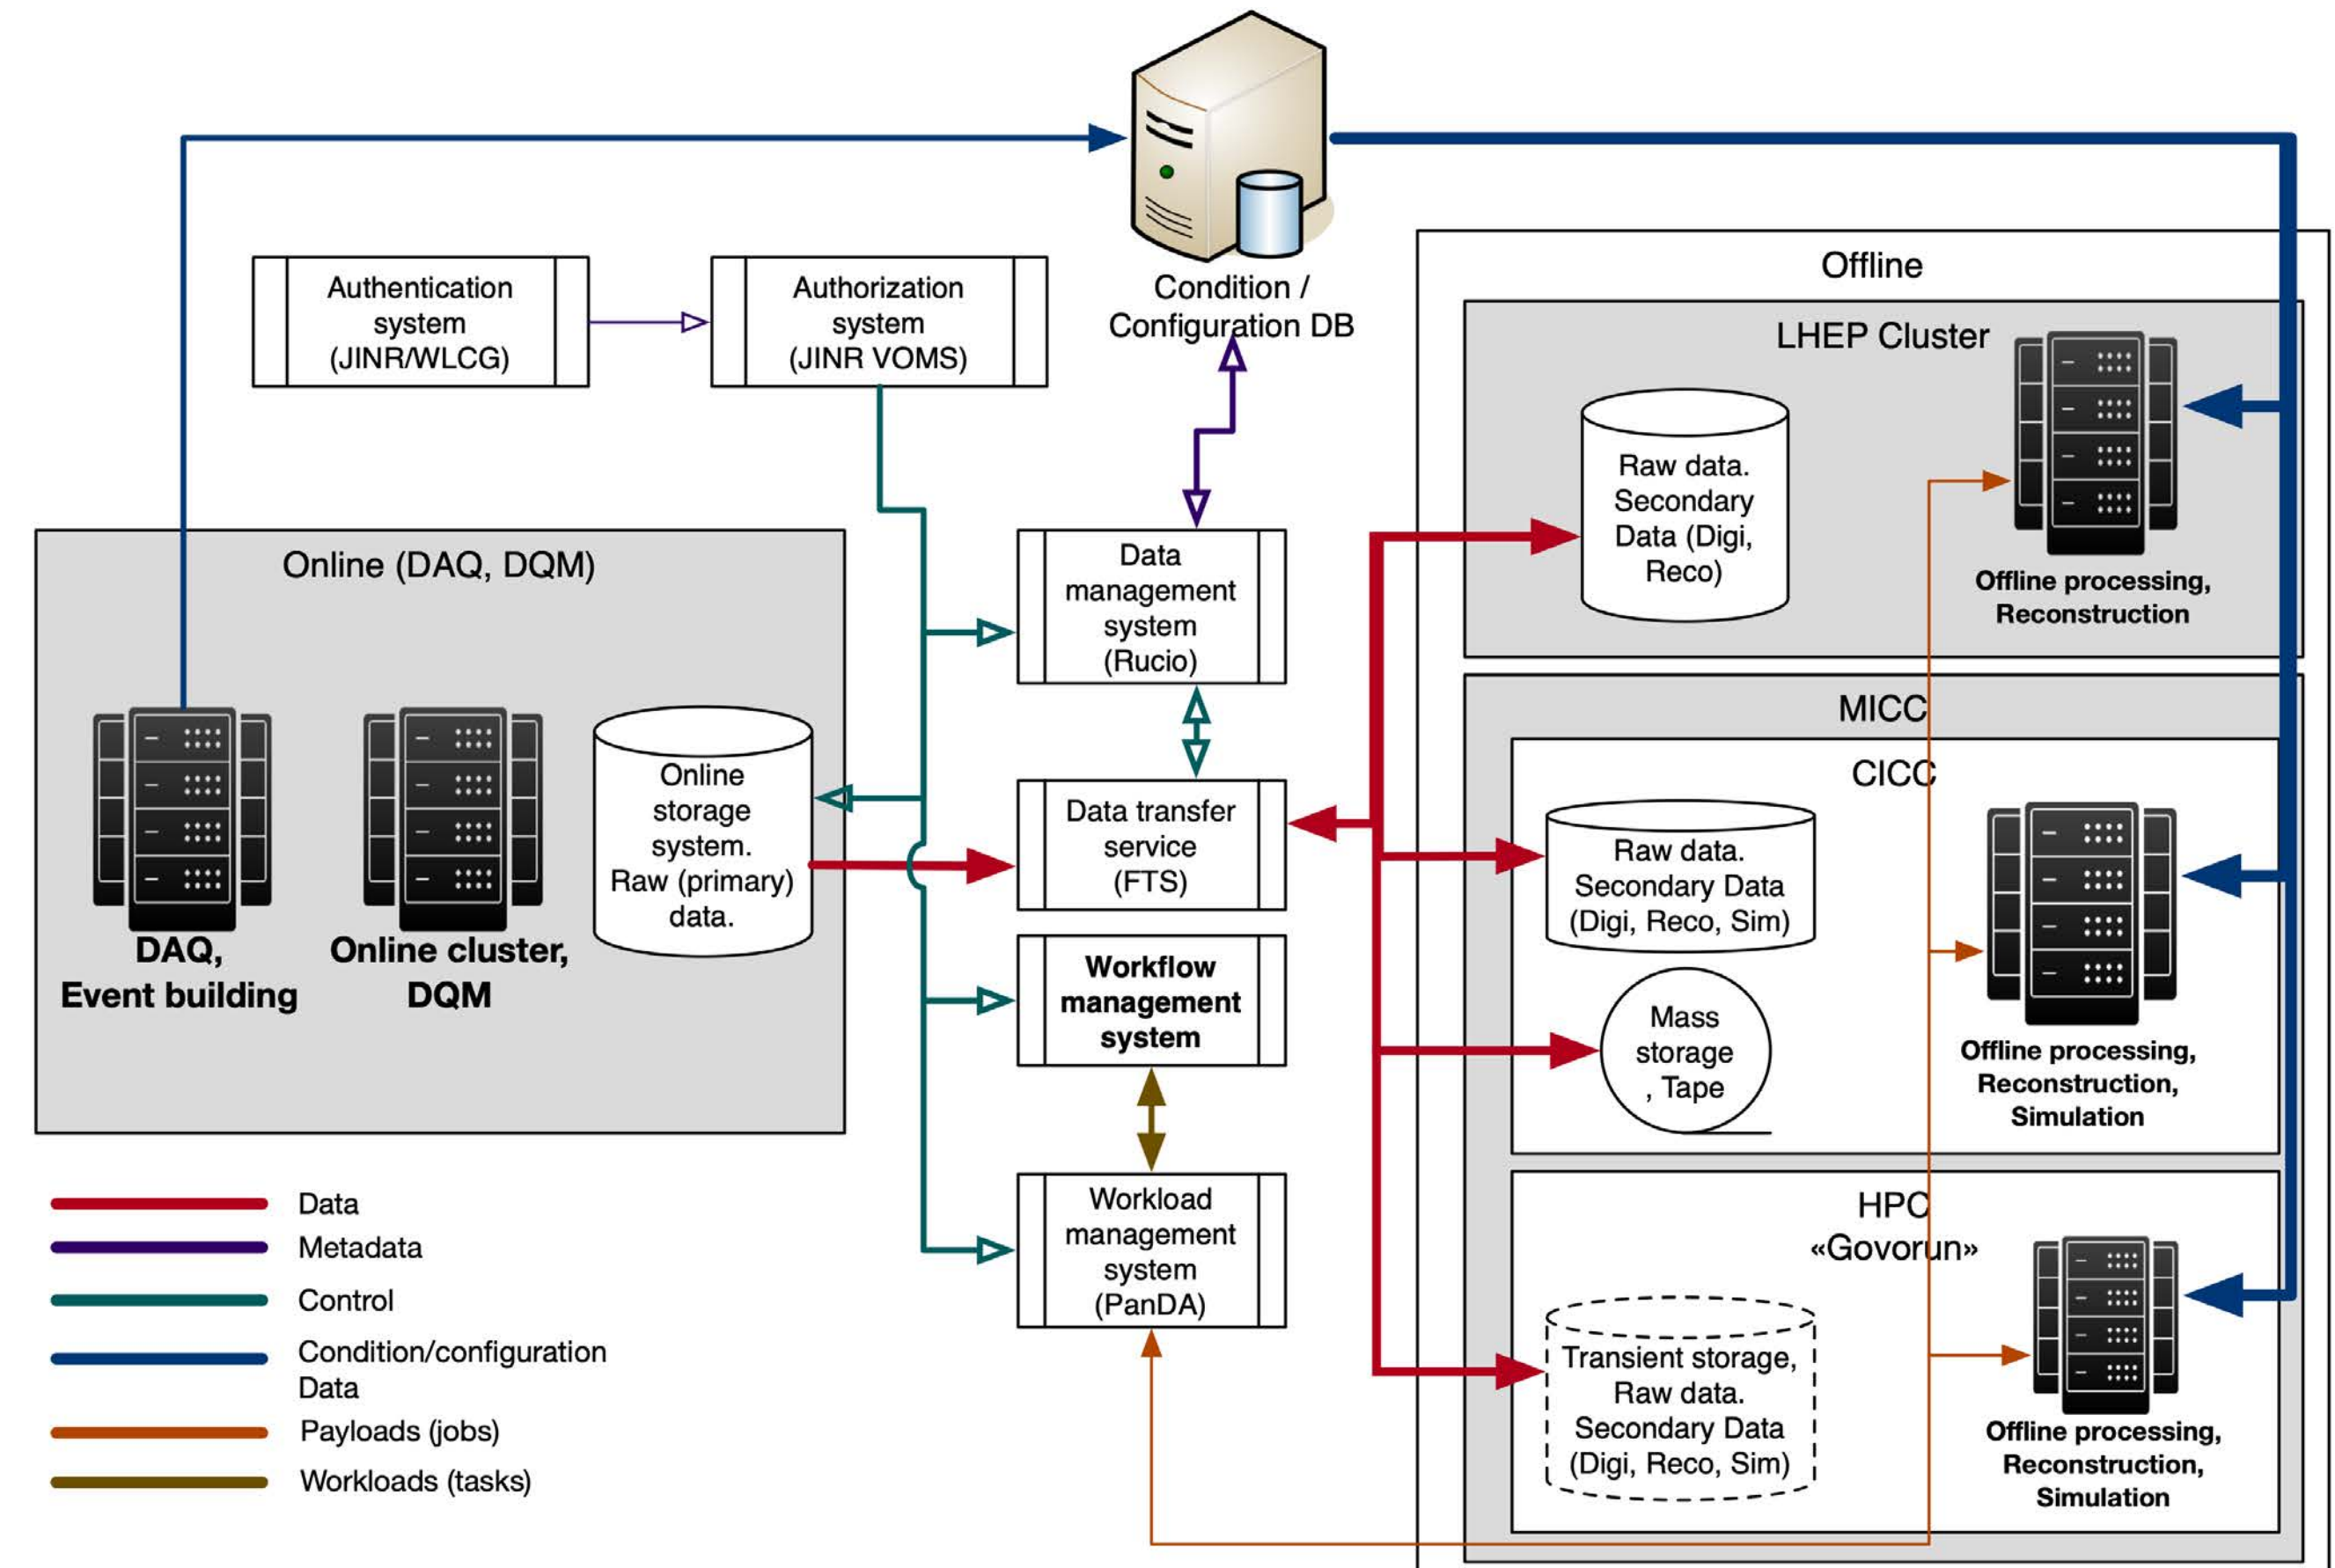 Condition /
Configuration DB
Authentication
system
(JINR/WLCG)
Authorization
system
(JINR VOMS)
Online (DAQ, DQM)
DAQ,
Event building
Online cluster,
DQM
Online
storage
system.
Raw (primary)
data.
Data
management
system
(Rucio)
Data transfer
service
(FTS)
Workflow
management
system
Workload
management
system
(PanDA)
Offline
LHEP Cluster
Raw data.
Secondary
Data (Digi,
Reco)
Offline processing,
Reconstruction
MICC
CICC
Raw data.
Secondary Data
(Digi, Reco, Sim)
Mass
storage
, Tape
Offline processing,
Reconstruction,
Simulation
HPC
«Govorun»
Transient storage,
Raw data.
Secondary Data
(Digi, Reco, Sim)
Offline processing,
Reconstruction,
Simulation
Data
Metadata
Control
Condition/configuration
Data
Payloads (jobs)
Workloads (tasks)